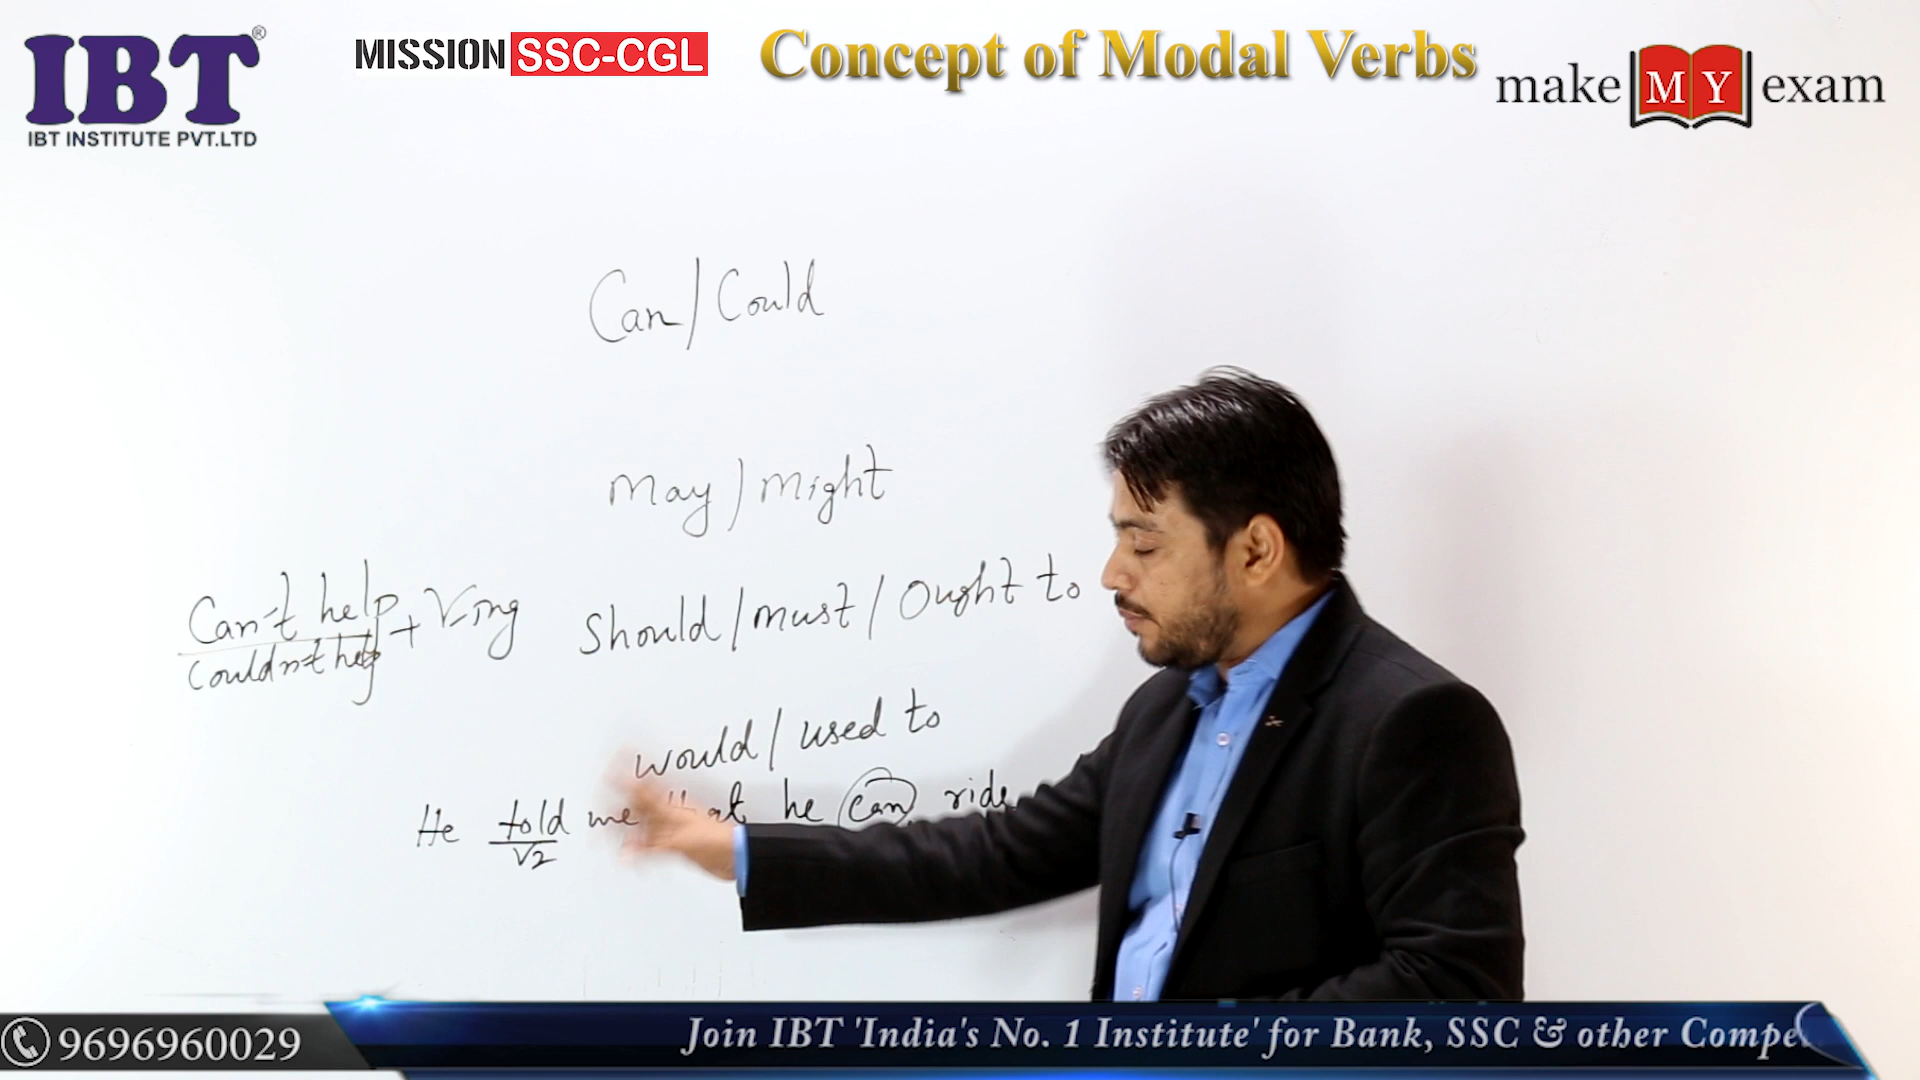 IBT®
IBT INSTITUTE PVT.LTD
MISSION SSC-CGL
Concept of Modal Verbs
make MY exam
Can/Could
May/Might
Can't help + V-ing
Couldn't help
Should/must/Ought to
would/used to
He told me that he can ride
V2
9696960029
Join IBT 'India's No. 1 Institute' for Bank, SSC & other Compe